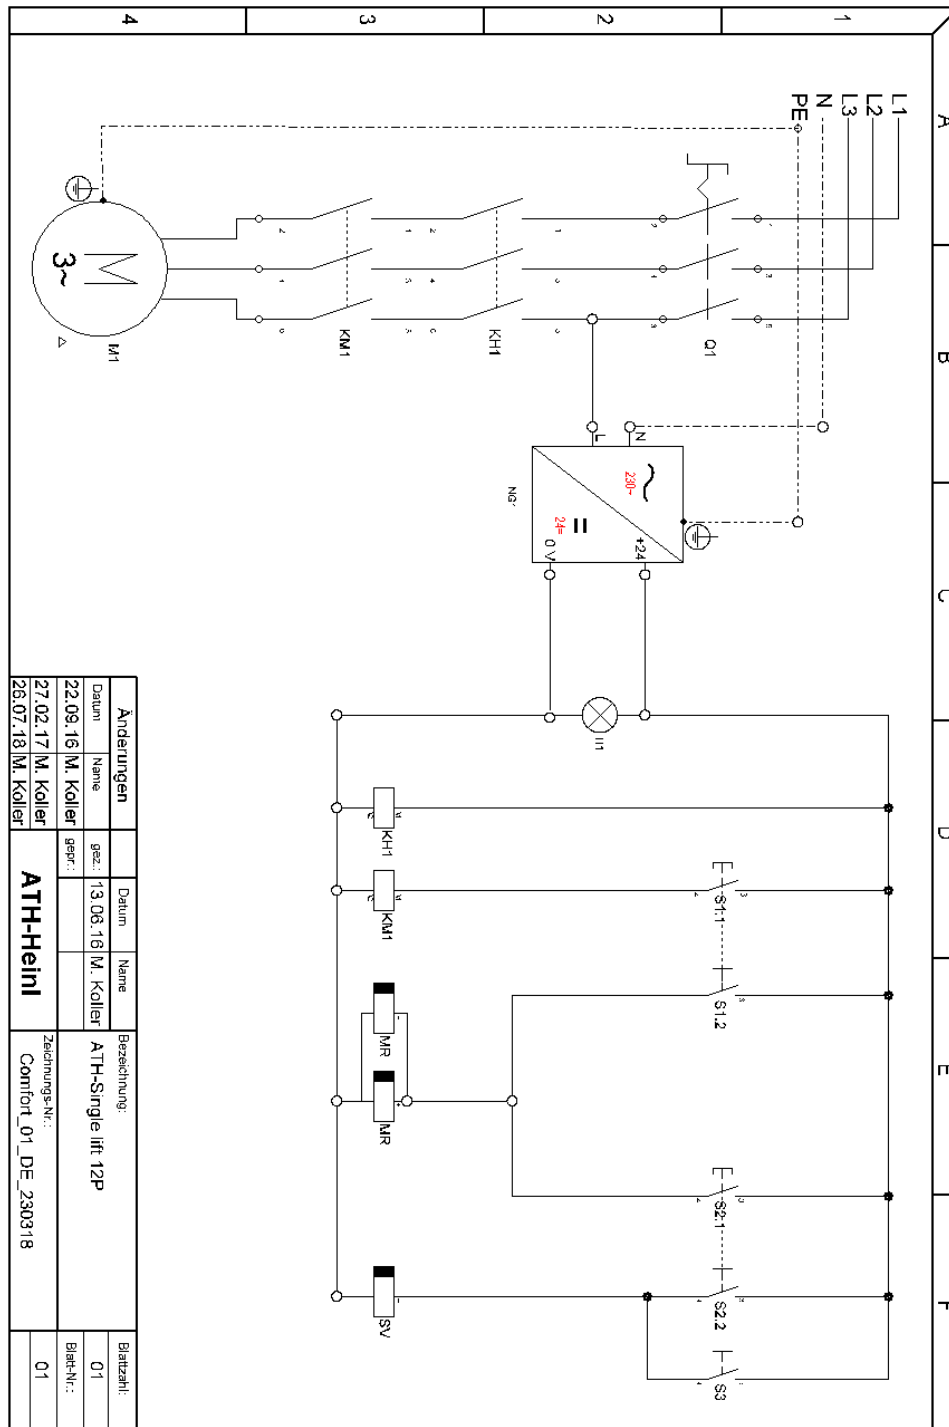 1
2
3
4
A
B
C
D
E
F
L1
L2
L3
N
PE
Q1
KH1
KM1
M
3~
M1
△
N
L
230~
24=
+24
0 V
KH1
KM1
S1.1
S1.2
MR
MR
S2.1
S2.2
SV
S3
Änderungen
Datum Name
22.09.16 M. Koller
27.02.17 M. Koller
26.07.18 M. Koller
Datum Name
gez.: 13.06.16 M. Koller
gepr.:
ATH-Heinl
Bezeichnung:
ATH-Single lift 12P
Zeichnungs-Nr.:
Comfort_01_DE_230318
Blattzahl:
01
Blatt-Nr.:
01